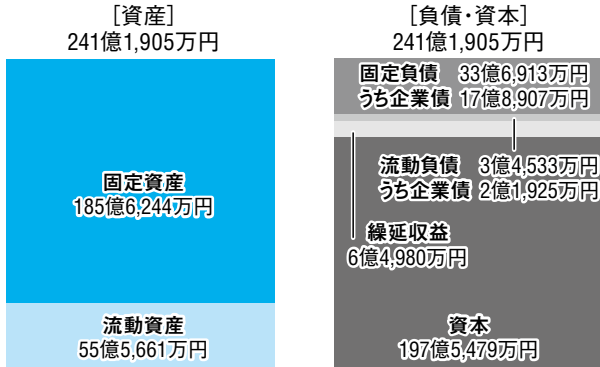 ［資産］
241億1,905万円
固定資産
185億6,244万円
流動資産
55億5,661万円
［負債・資本］
241億1,905万円
固定負債 33億6,913万円
うち企業債 17億8,907万円
流動負債 3億4,533万円
うち企業債 2億1,925万円
繰延収益
6億4,980万円
資本
197億5,479万円